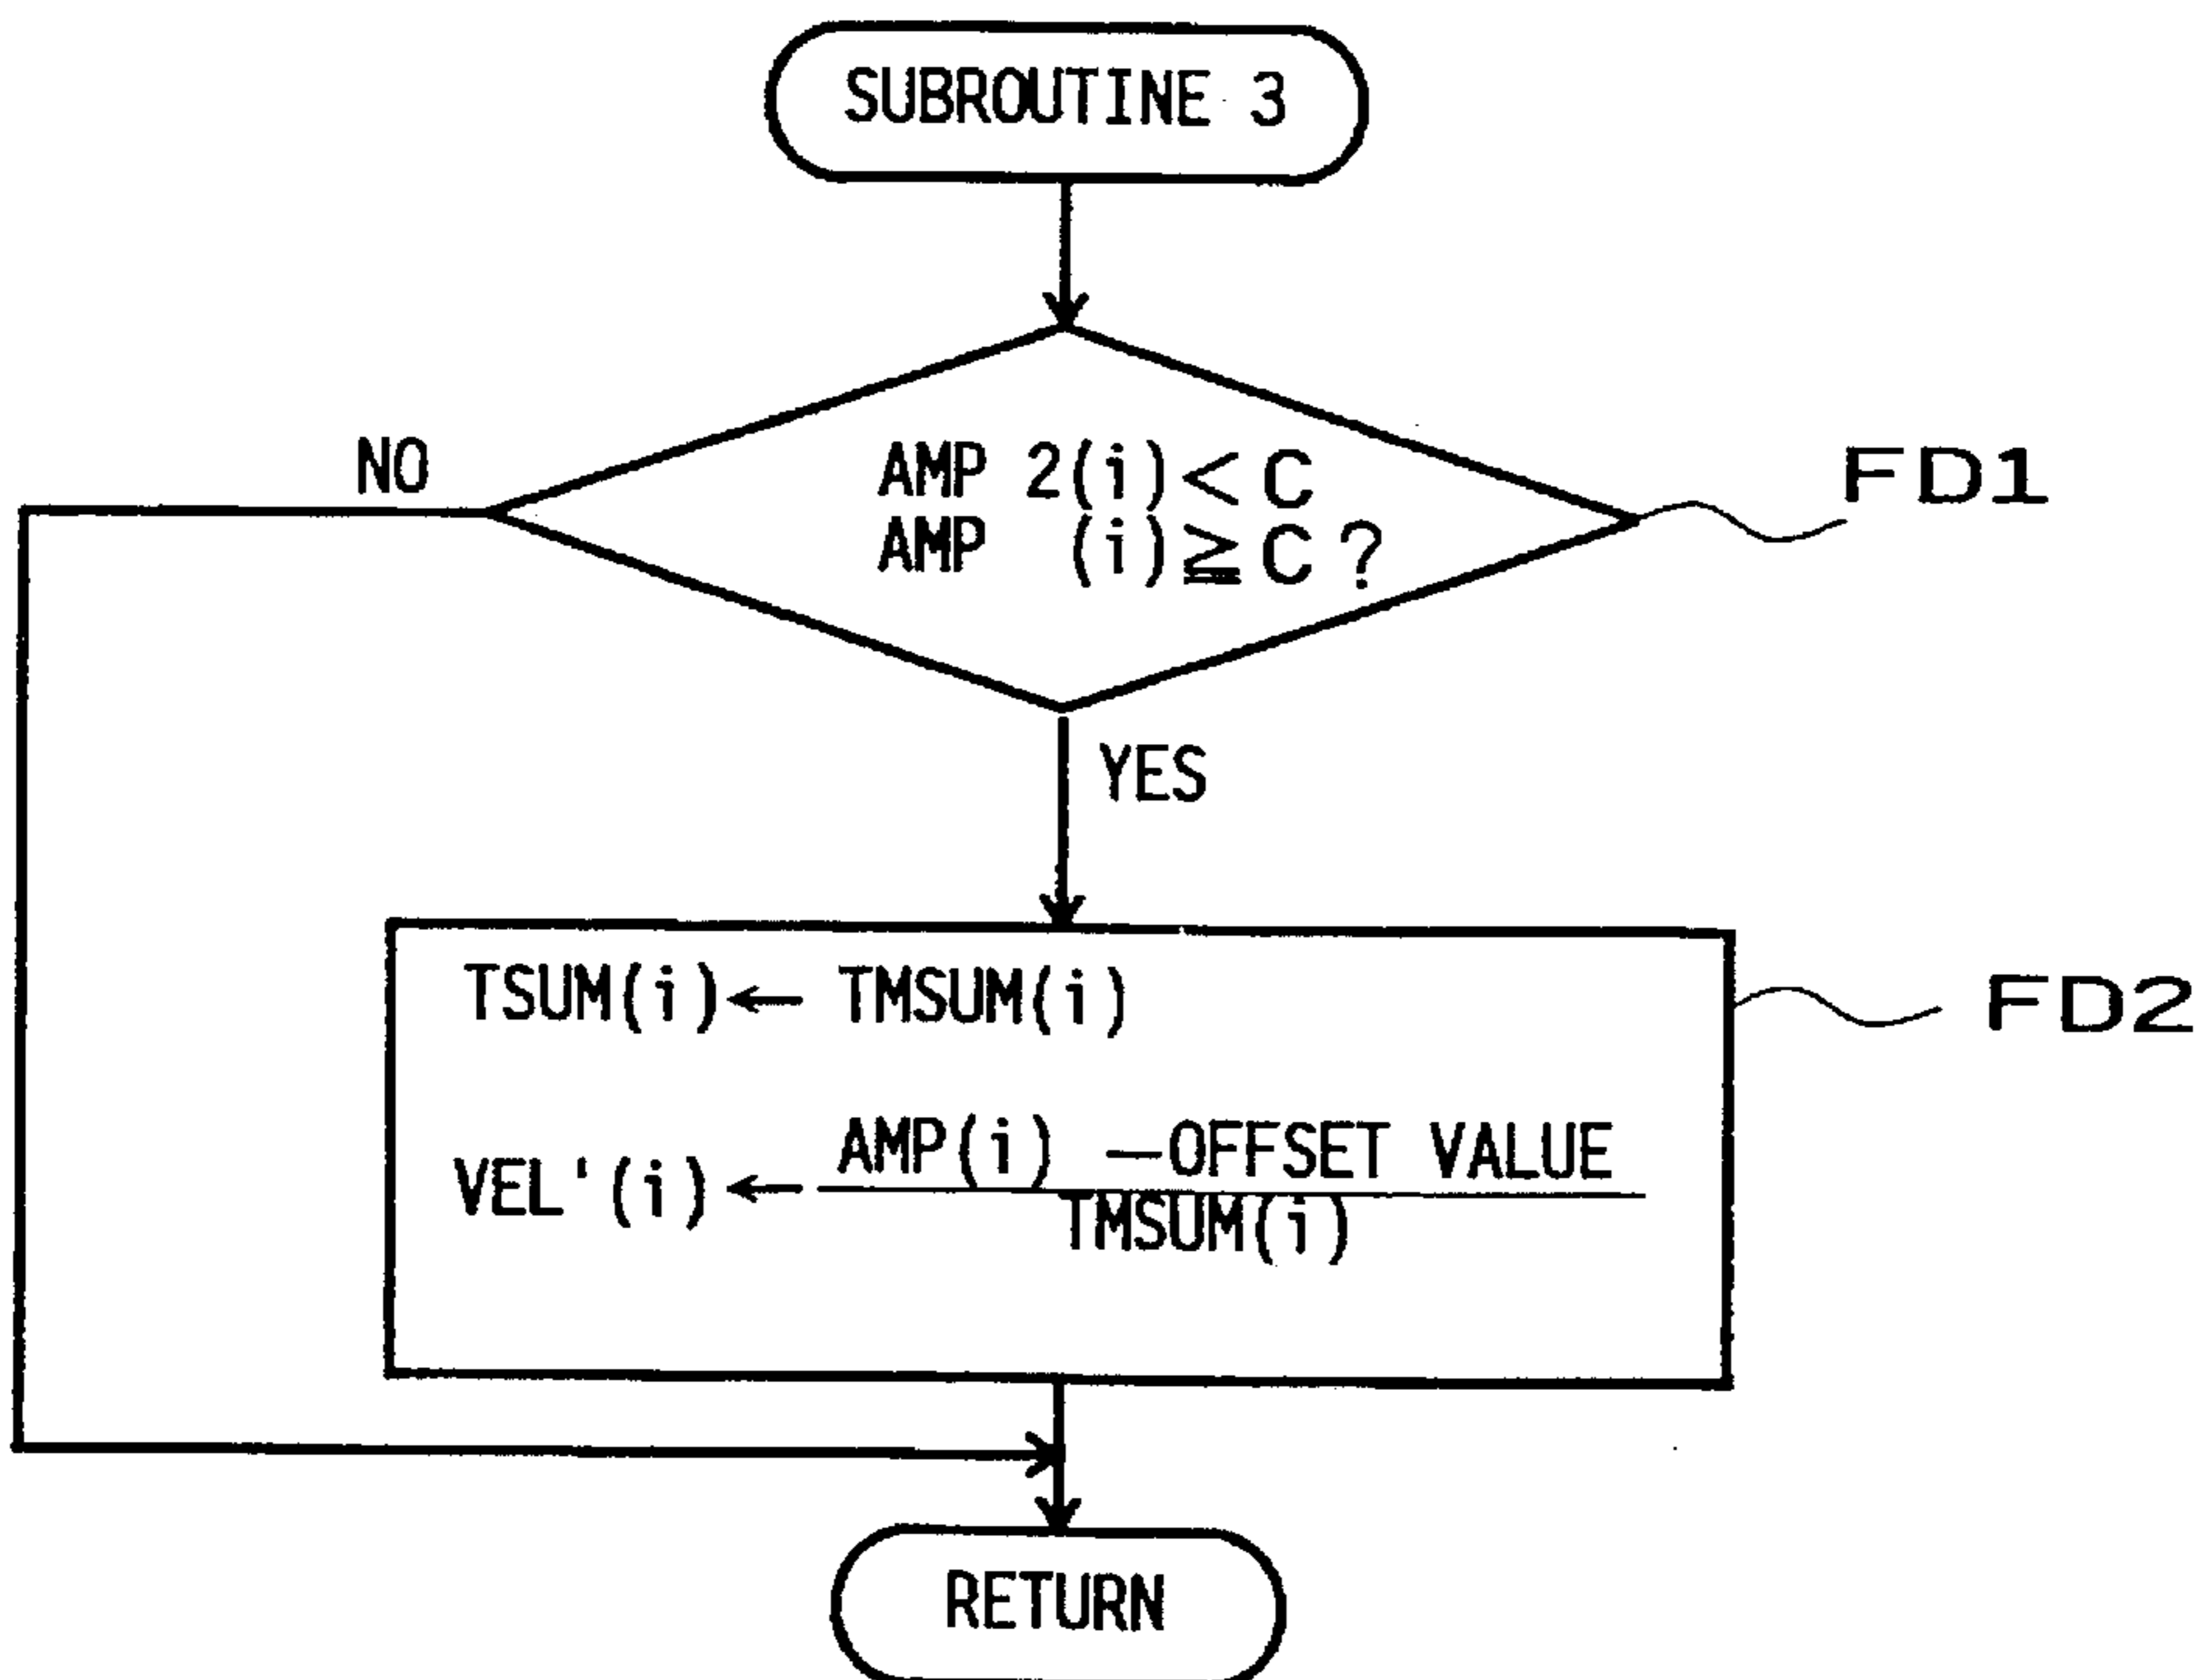 SUBROUTINE 3
NO
AMP 2(i)< C
AMP (i)≧ C ?
FD1
YES
TSUM(i)← TMSUM(i)
FD2
VEL'(i)← AMP(i) —OFFSET VALUE
TMSUM(i)
RETURN